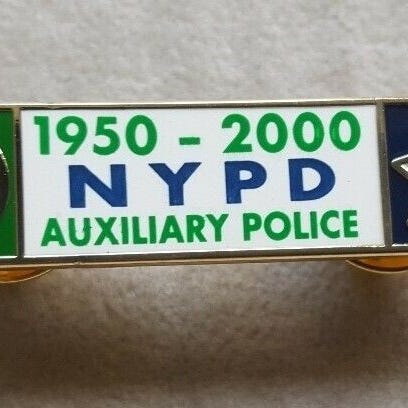 1950 - 2000
NYPD
AUXILIARY POLICE